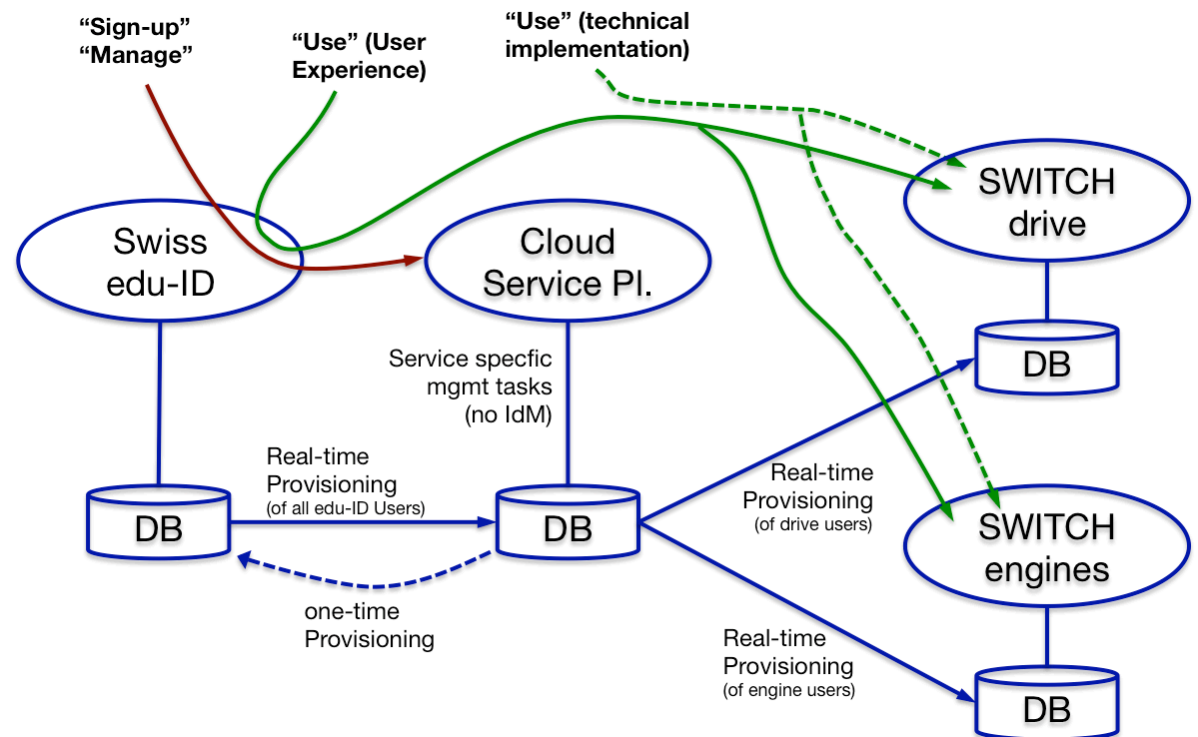 “Sign-up”
“Manage”
“Use” (User
Experience)
“Use” (technical
implementation)
Swiss
edu-ID
Cloud
Service Pl.
SWITCH
drive
DB
Service specfic
mgmt tasks
(no IdM)
Real-time
Provisioning
(of all edu-ID Users)
DB
DB
one-time
Provisioning
Real-time
Provisioning
(of drive users)
SWITCH
engines
Real-time
Provisioning
(of engine users)
DB